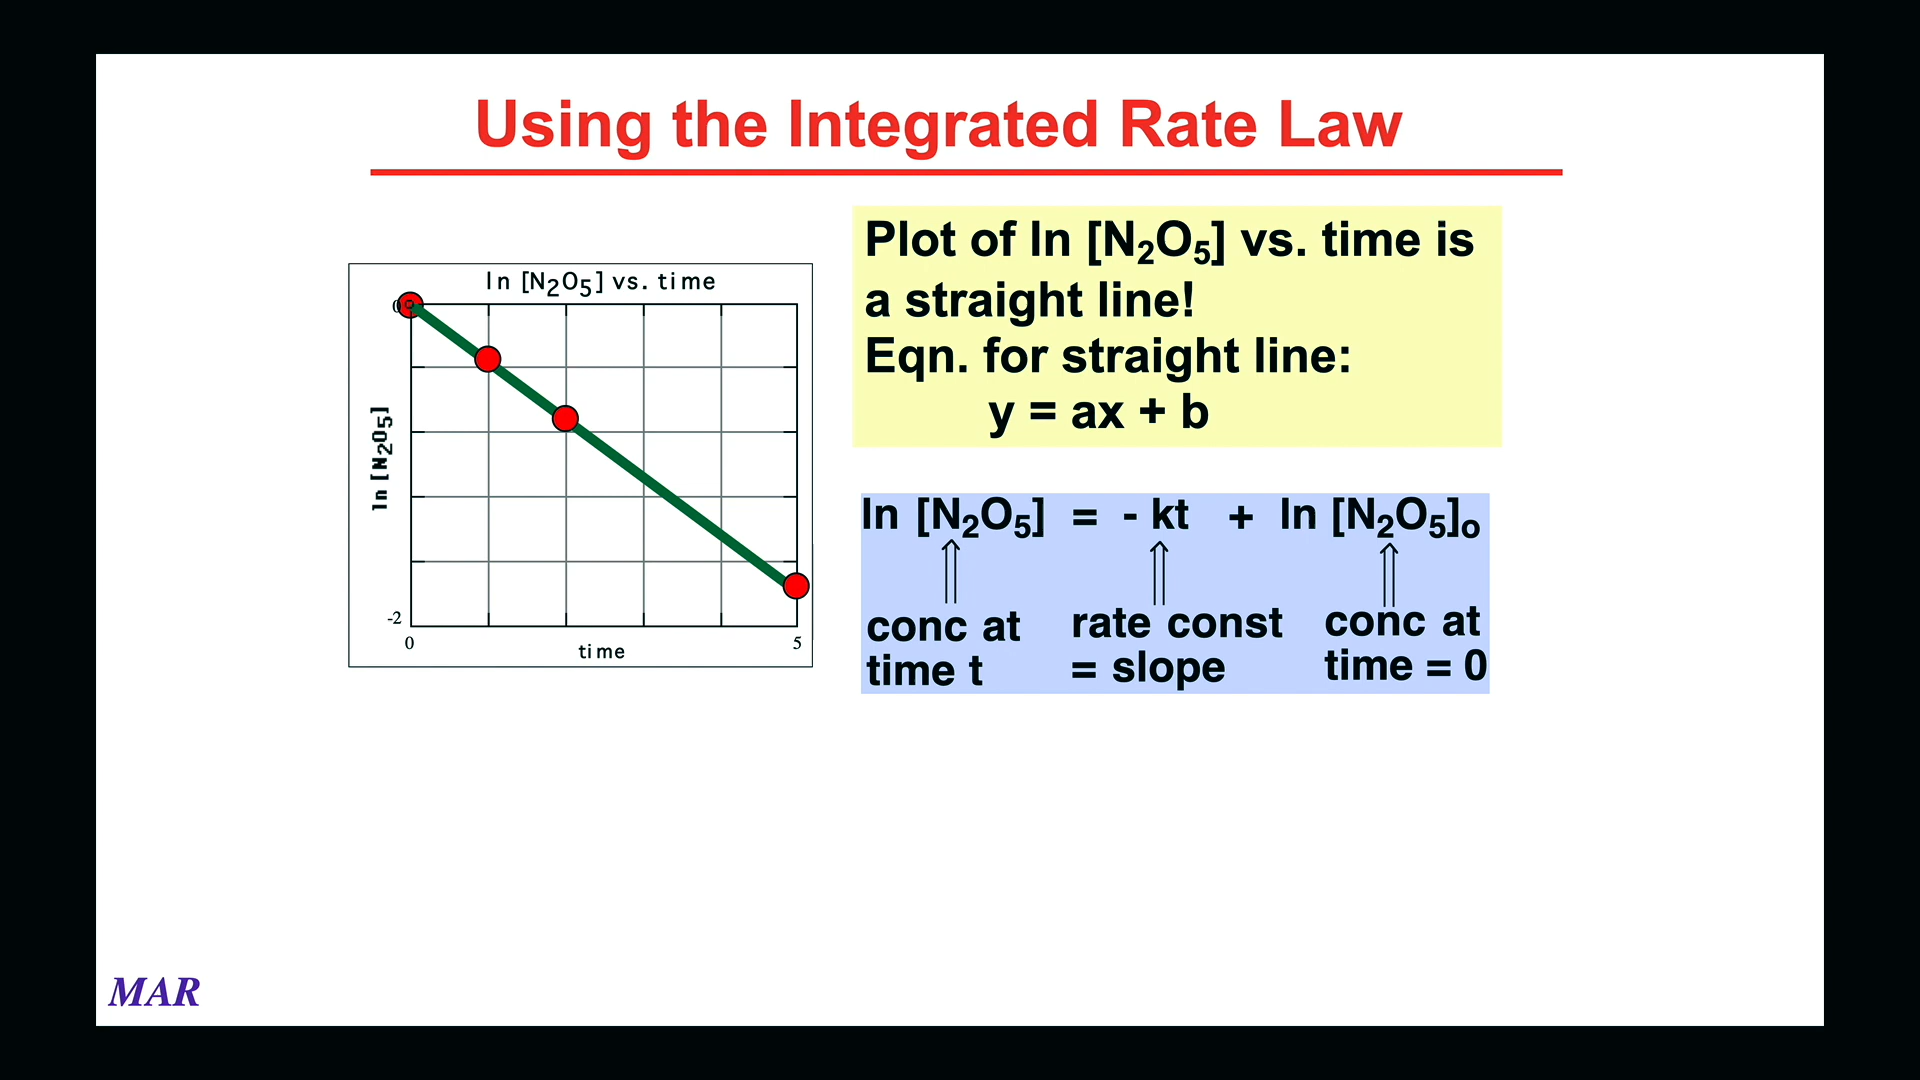 Using the Integrated Rate Law
ln [N₂O₅] vs. time
0
ln [N₂O₅]
-2
0
5
time
Plot of ln [N₂O₅] vs. time is
a straight line!
Eqn. for straight line:
y = ax + b
ln [N₂O₅] = - kt + ln [N₂O₅]ₒ
conc at
time t
rate const
= slope
conc at
time = 0
MAR